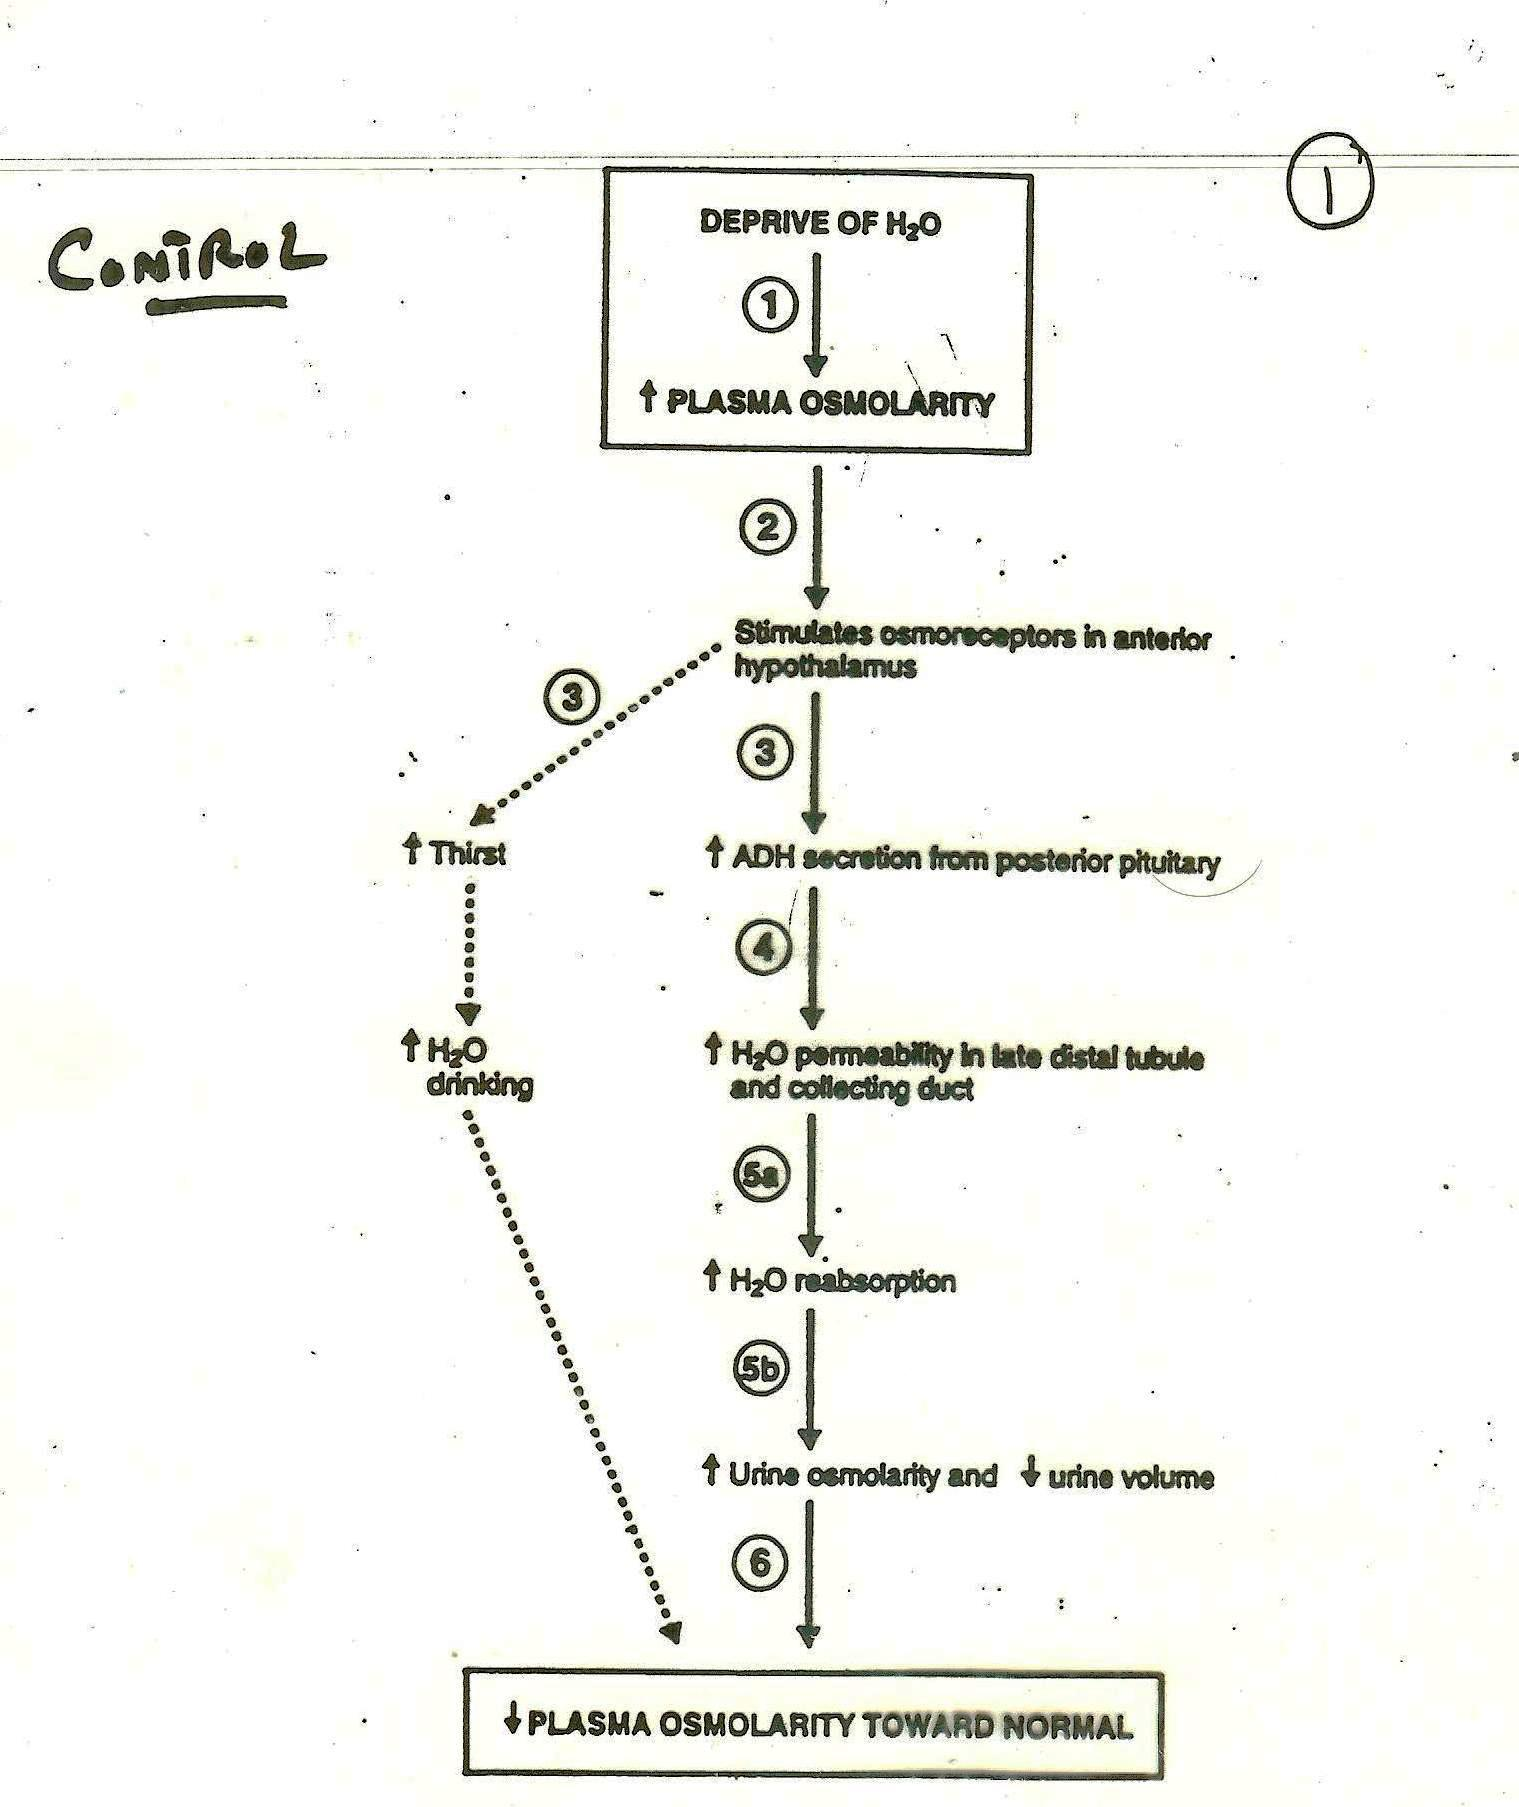 1
CONTROL
DEPRIVE OF H₂O
1
↑ PLASMA OSMOLARITY
2
Stimulates osmoreceptors in anterior
hypothalamus
3
3
↑ Thirst
↑ ADH secretion from posterior pituitary
4
↑ H₂O
drinking
↑ H₂O permeability in late distal tubule
and collecting duct
5a
↑ H₂O reabsorption
5b
↑ Urine osmolarity and ↓ urine volume
6
↓ PLASMA OSMOLARITY TOWARD NORMAL